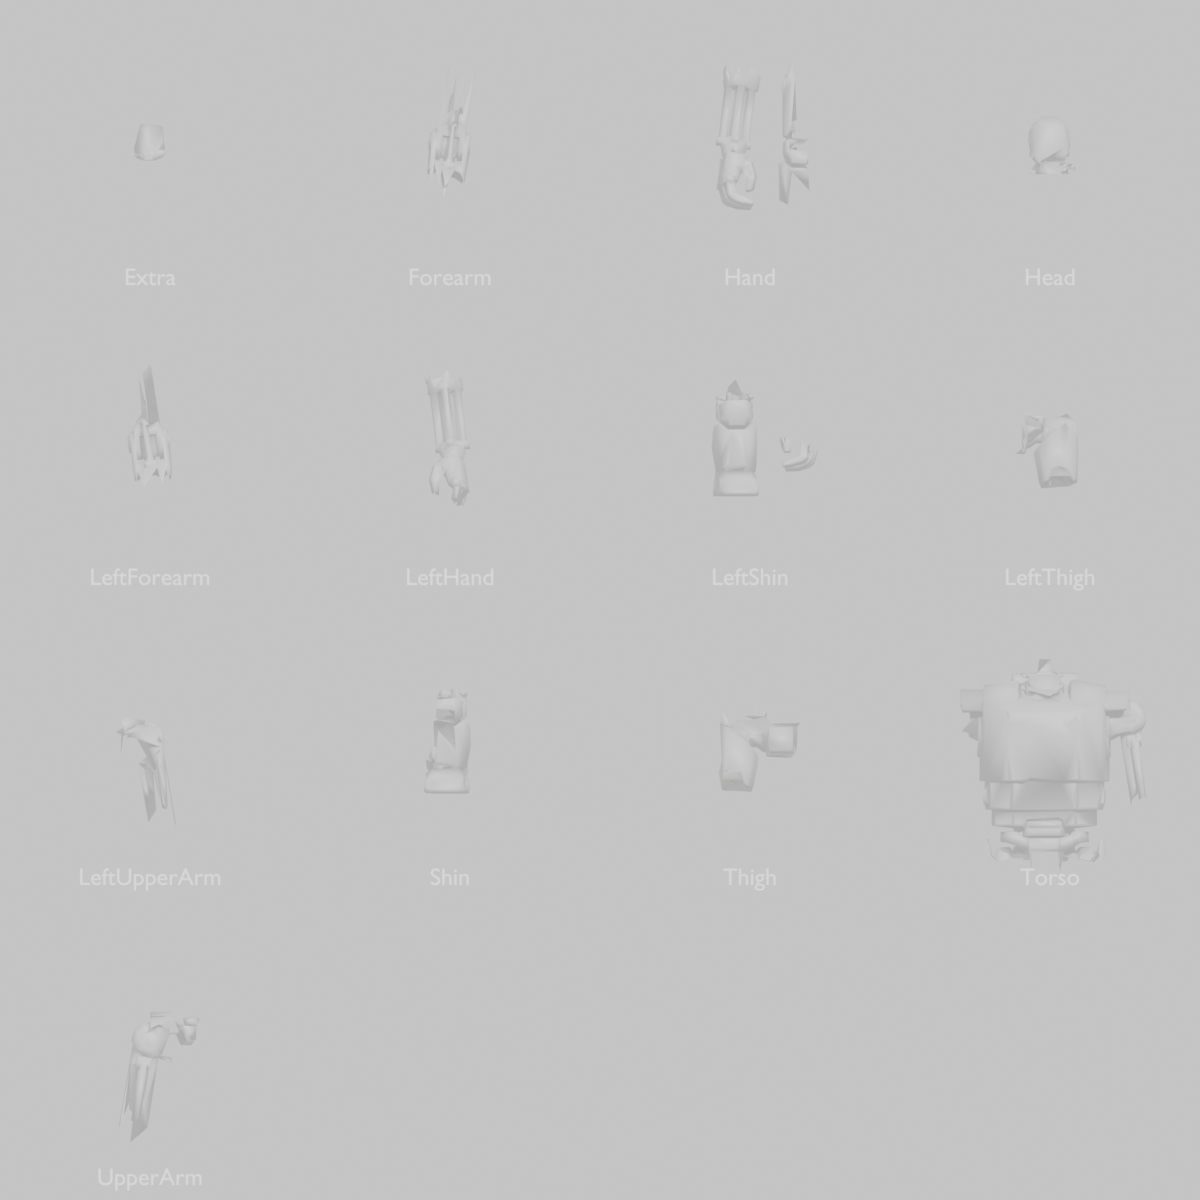 Extra
Forearm
Hand
Head
LeftForearm
LeftHand
LeftShin
LeftThigh
LeftUpperArm
Shin
Thigh
Torso
UpperArm